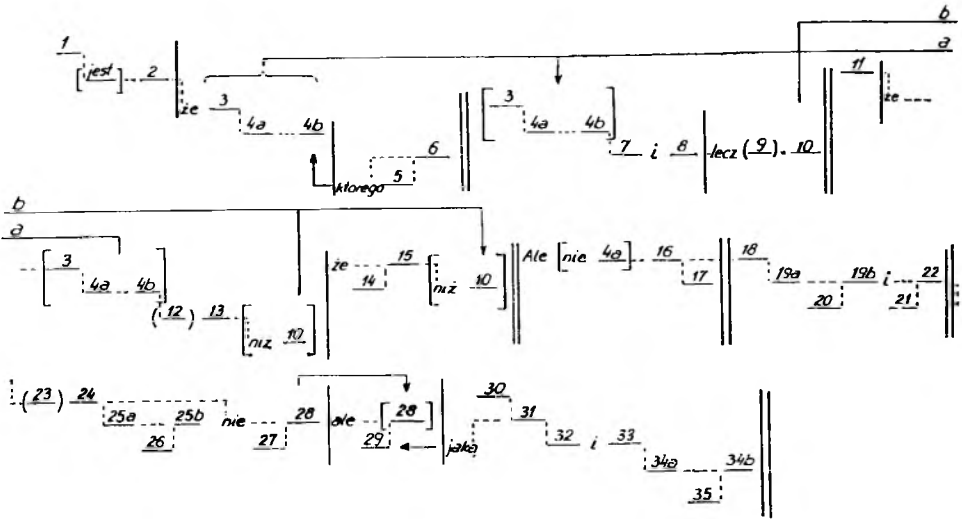 b
a
1 [jest] 2 że 3 4a 4b którego 5 6 [3 4a 4b] 7 i 8 lecz (9) 10 11 że
b
a
[3 4a 4b] (12) 13 [niż 10] że 14 15 [niż 10] Ale [nie 4a] 16 17 18 19a 20 19b i 21 22
(23) 24 25a 26 25b nie 27 28 ale 29 [28] jaka 30 31 32 i 33 34a 35 34b